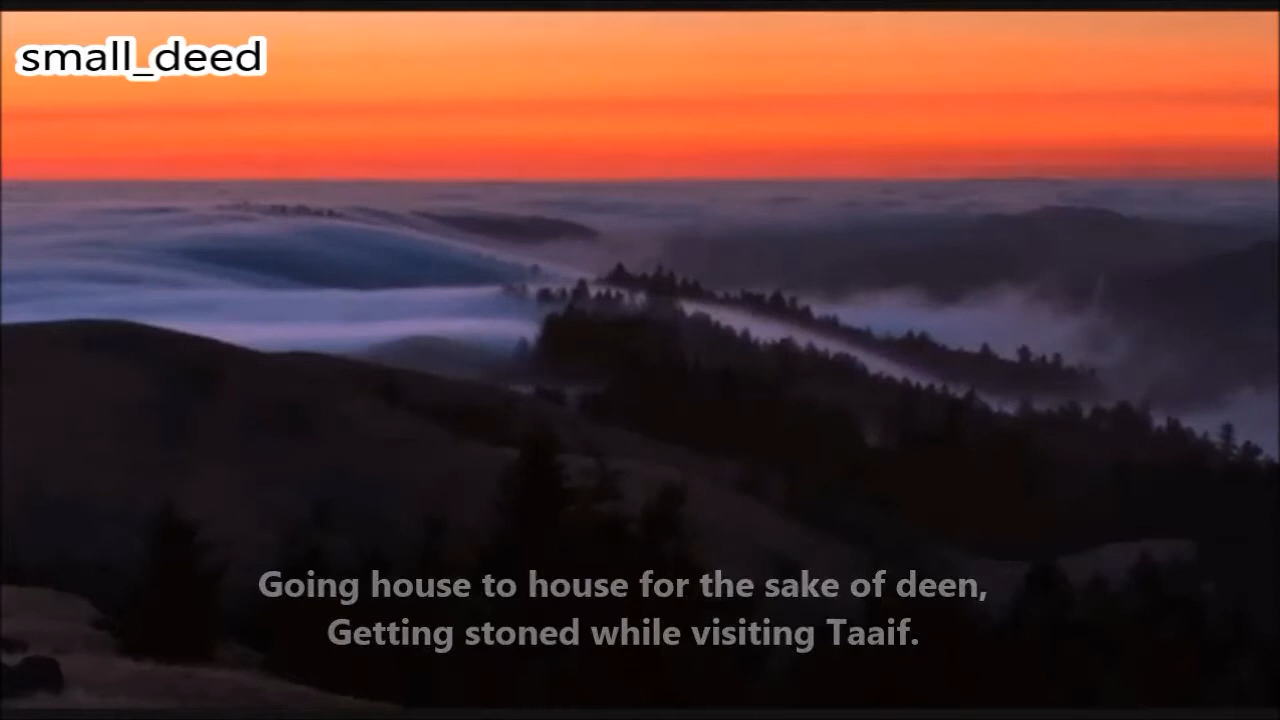 small_deed
Going house to house for the sake of deen,
Getting stoned while visiting Taaif.